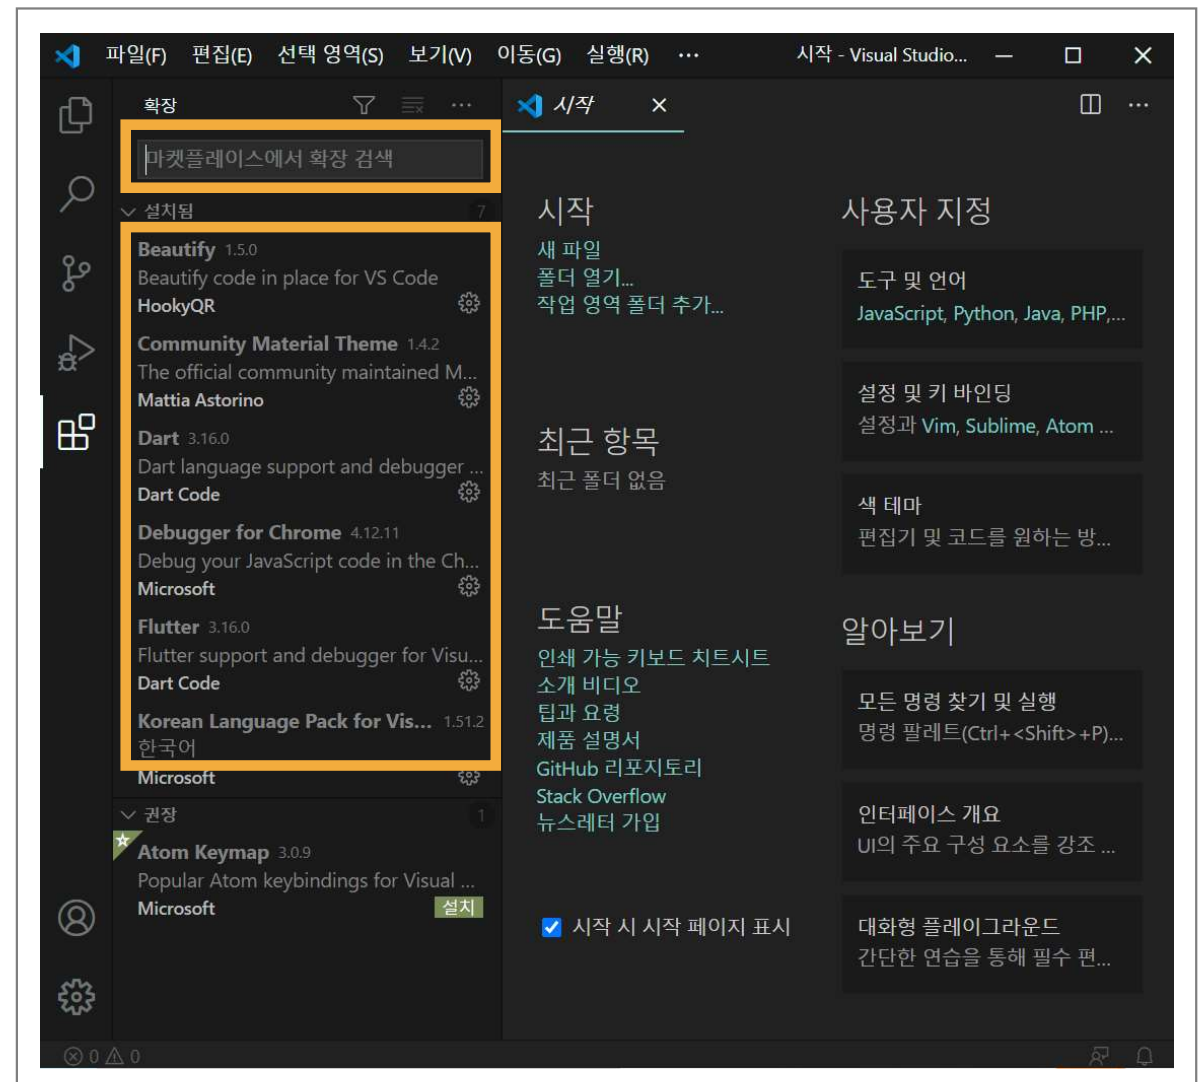 파일(F) 편집(E) 선택 영역(S) 보기(V) 이동(G) 실행(R) ··· 시작 - Visual Studio...
확장 ···
마켓플레이스에서 확장 검색
설치됨 7
Beautify 1.5.0
Beautify code in place for VS Code
HookyQR
Community Material Theme 1.4.2
The official community maintained M...
Mattia Astorino
Dart 3.16.0
Dart language support and debugger ...
Dart Code
Debugger for Chrome 4.12.11
Debug your JavaScript code in the Ch...
Microsoft
Flutter 3.16.0
Flutter support and debugger for Visu...
Dart Code
Korean Language Pack for Vis... 1.51.2
한국어
Microsoft
권장 1
Atom Keymap 3.0.9
Popular Atom keybindings for Visual ...
Microsoft 설치
시작 ···
시작
새 파일
폴더 열기...
작업 영역 폴더 추가...
최근 항목
최근 폴더 없음
도움말
인쇄 가능 키보드 치트시트
소개 비디오
팁과 요령
제품 설명서
GitHub 리포지토리
Stack Overflow
뉴스레터 가입
시작 시 시작 페이지 표시
사용자 지정
도구 및 언어
JavaScript, Python, Java, PHP,...
설정 및 키 바인딩
설정과 Vim, Sublime, Atom ...
색 테마
편집기 및 코드를 원하는 방...
알아보기
모든 명령 찾기 및 실행
명령 팔레트(Ctrl+<Shift>+P)...
인터페이스 개요
UI의 주요 구성 요소를 강조 ...
대화형 플레이그라운드
간단한 연습을 통해 필수 편...
0 0